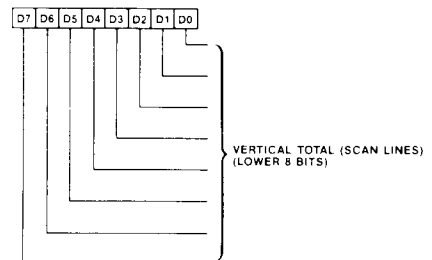 D7 D6 D5 D4 D3 D2 D1 D0
VERTICAL TOTAL (SCAN LINES)
(LOWER 8 BITS)